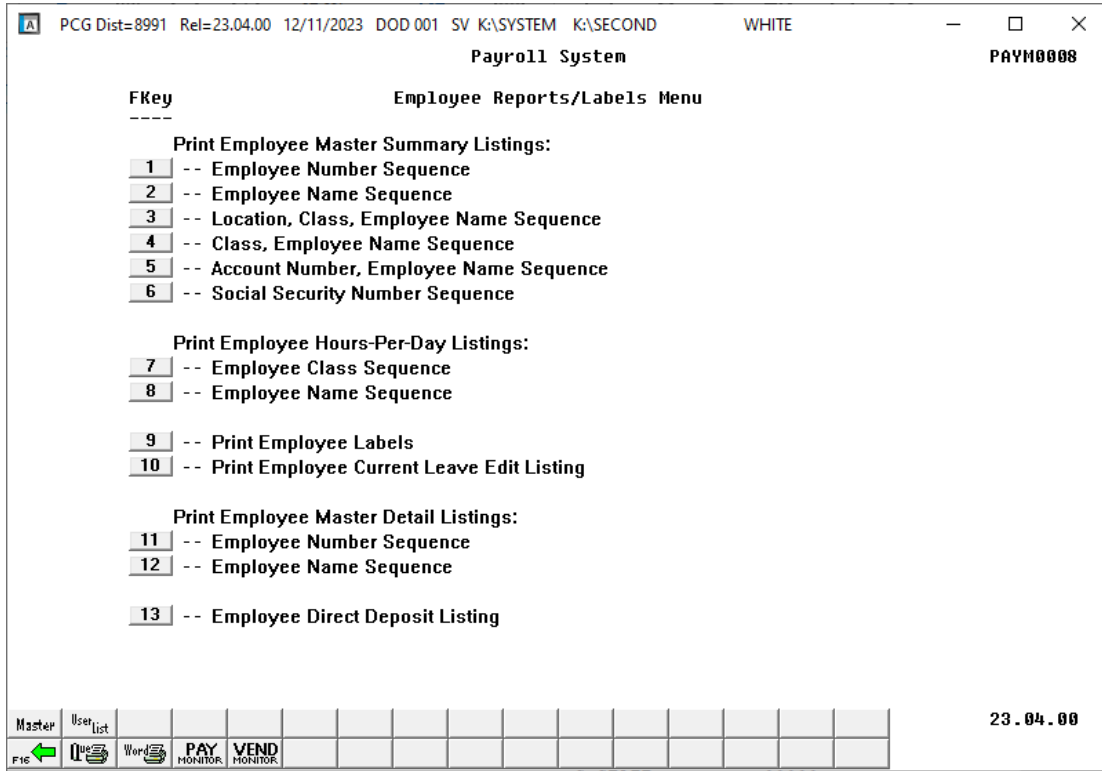 A PCG Dist=8991 Rel=23.04.00 12/11/2023 DOD 001 SV K:\SYSTEM K:\SECOND WHITE
Payroll System PAYM0008
FKey Employee Reports/Labels Menu
----
Print Employee Master Summary Listings:
1 -- Employee Number Sequence
2 -- Employee Name Sequence
3 -- Location, Class, Employee Name Sequence
4 -- Class, Employee Name Sequence
5 -- Account Number, Employee Name Sequence
6 -- Social Security Number Sequence
Print Employee Hours-Per-Day Listings:
7 -- Employee Class Sequence
8 -- Employee Name Sequence
9 -- Print Employee Labels
10 -- Print Employee Current Leave Edit Listing
Print Employee Master Detail Listings:
11 -- Employee Number Sequence
12 -- Employee Name Sequence
13 -- Employee Direct Deposit Listing
Master User List 23.04.00
F16 Que Word PAY MONITOR VEND MONITOR